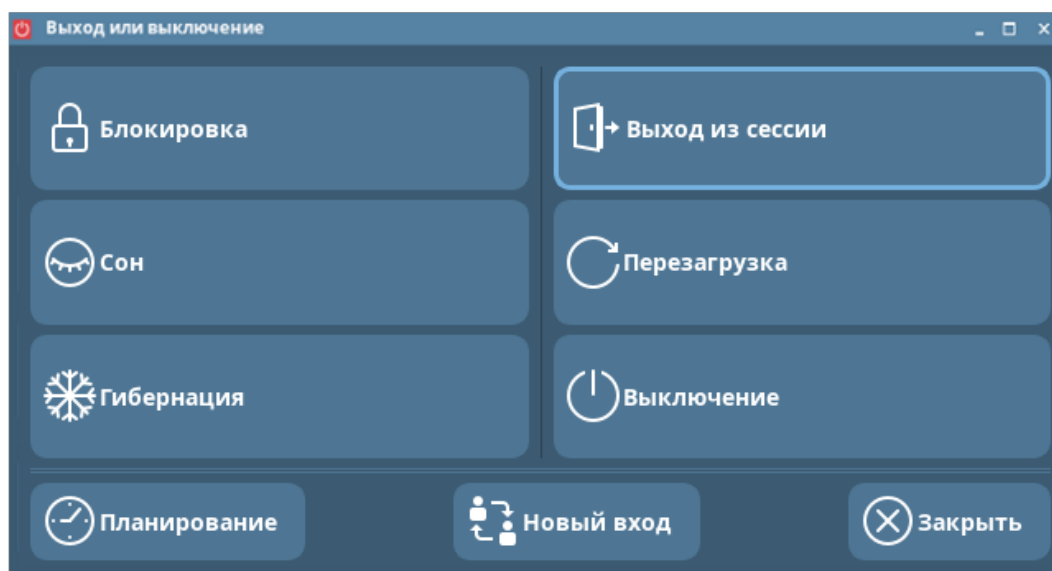 Выход или выключение
Блокировка
Выход из сессии
Сон
Перезагрузка
Гибернация
Выключение
Планирование
Новый вход
Закрыть